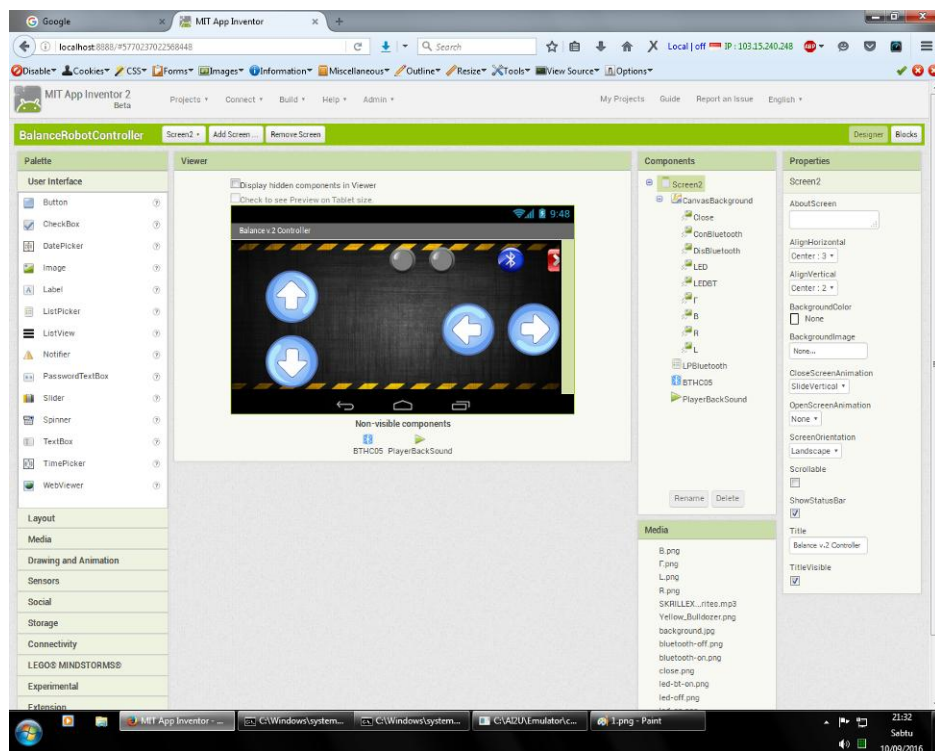 Google
MIT App Inventor
localhost:8888/#5770237022568448
Search
Local | off IP : 103.15.240.248
Disable Cookies CSS Forms Images Information Miscellaneous Outline Resize Tools View Source Options
MIT App Inventor 2
Beta
Projects Connect Build Help Admin My Projects Guide Report an Issue English
BalanceRobotController Screen2 Add Screen ... Remove Screen Designer Blocks
Palette
User Interface
Button
CheckBox
DatePicker
Image
Label
ListPicker
ListView
Notifier
PasswordTextBox
Slider
Spinner
TextBox
TimePicker
WebViewer
Layout
Media
Drawing and Animation
Sensors
Social
Storage
Connectivity
LEGO® MINDSTORMS®
Experimental
Extension
Viewer
Display hidden components in Viewer
Check to see Preview on Tablet size.
9:48
Balance v.2 Controller
Non-visible components
BTHC05 PlayerBackSound
Components
Screen2
CanvasBackground
Close
ConBluetooth
DisBluetooth
LED
LEDBT
B
R
L
LPBluetooth
BTHC05
PlayerBackSound
Rename Delete
Media
B.png
L.png
R.png
SKRILLEX...rites.mp3
Yellow_Bulldozer.png
background.jpg
bluetooth-off.png
bluetooth-on.png
close.png
led-bt-on.png
led-off.png
Properties
Screen2
AboutScreen
AlignHorizontal
Center : 3
AlignVertical
Center : 2
BackgroundColor
None
BackgroundImage
None...
CloseScreenAnimation
SlideVertical
OpenScreenAnimation
None
ScreenOrientation
Landscape
Scrollable
ShowStatusBar
Title
Balance v.2 Controller
TitleVisible
MIT App Inventor - ... C:\Windows\system... C:\Windows\system... C:\AI2U\Emulator\c... 1.png - Paint
21:32
Sabtu
10/09/2016